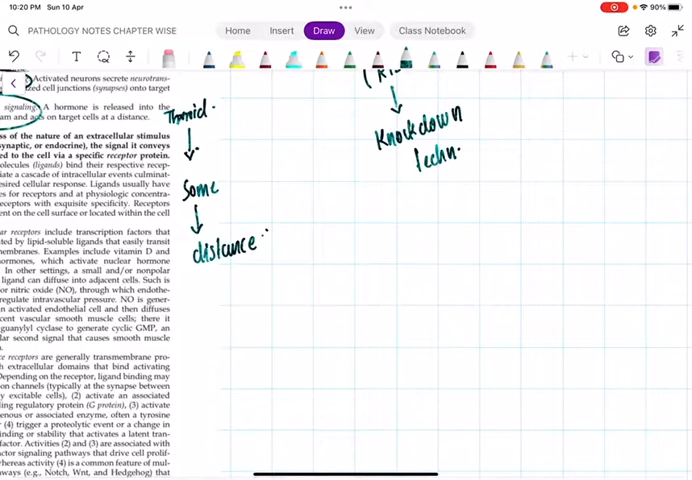 10:20 PM Sun 10 Apr
90%
PATHOLOGY NOTES CHAPTER WISE
Home Insert Draw View Class Notebook
Activated neurons secrete neurotrans-
ized cell junctions (synapses) onto target
signaling. A hormone is released into the
am and acts on target cells at a distance.
ss of the nature of an extracellular stimulus
synaptic, or endocrine), the signal it conveys
ed to the cell via a specific receptor protein.
olecules (ligands) bind their respective recep-
iate a cascade of intracellular events culminat-
esired cellular response. Ligands usually have
es for receptors and at physiologic concentra-
receptors with exquisite specificity. Receptors
ent on the cell surface or located within the cell
ar receptors include transcription factors that
ated by lipid-soluble ligands that easily transit
membranes. Examples include vitamin D and
hormones, which activate nuclear hormone
In other settings, a small and/or nonpolar
ligand can diffuse into adjacent cells. Such is
or nitric oxide (NO), through which endothe-
regulate intravascular pressure. NO is gener-
an activated endothelial cell and then diffuses
cent vascular smooth muscle cells; there it
guanylyl cyclase to generate cyclic GMP, an
lar second signal that causes smooth muscle
n.
ce receptors are generally transmembrane pro-
h extracellular domains that bind activating
Depending on the receptor, ligand binding may
on channels (typically at the synapse between
y excitable cells), (2) activate an associated
ling regulatory protein (G protein), (3) activate
genous or associated enzyme, often a tyrosine
r (4) trigger a proteolytic event or a change in
inding or stability that activates a latent tran-
factor. Activities (2) and (3) are associated with
actor signaling pathways that drive cell prolif-
whereas activity (4) is a common feature of mul-
ways (e.g., Notch, Wnt, and Hedgehog) that
Thyroid.
Some
distance
Knockdown
Techn.